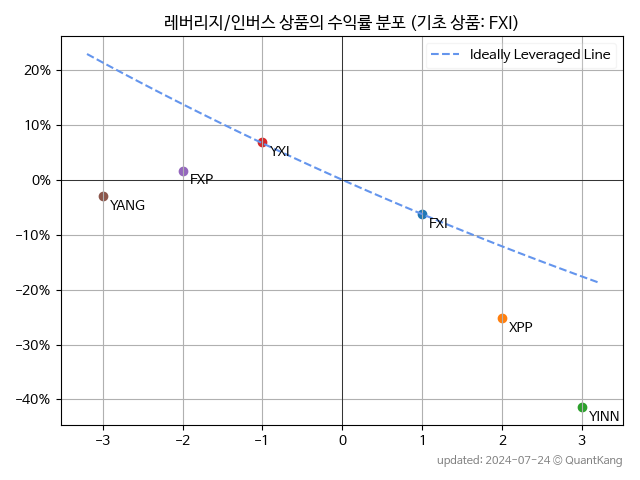 레버리지/인버스 상품의 수익률 분포 (기초 상품: FXI)
Ideally Leveraged Line
20%
10%
0%
-10%
-20%
-30%
-40%
YXI
FXP
YANG
FXI
XPP
YINN
-3
-2
-1
0
1
2
3
updated: 2024-07-24 © QuantKang